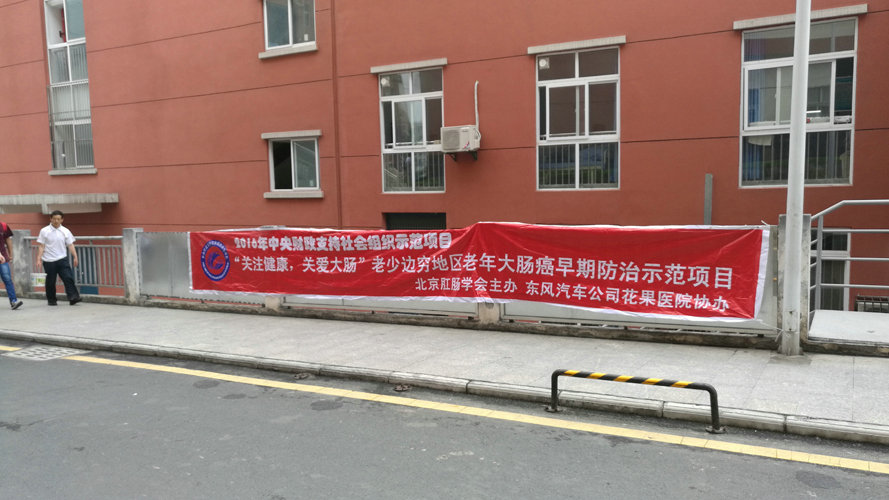 2016年中央财政支持社会组织示范项目
“关注健康，关爱大肠”老少边穷地区老年大肠癌早期防治示范项目
北京肛肠学会主办 东风汽车公司花果医院协办